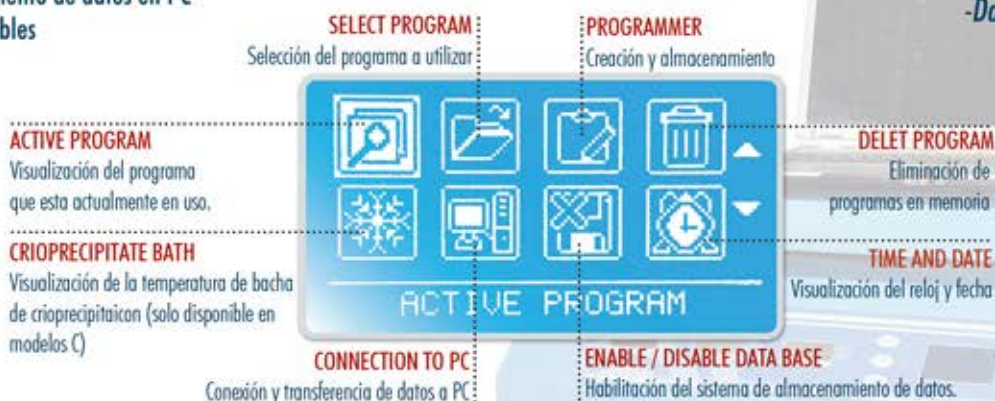 ento de datos en PC
bles
-Da
SELECT PROGRAM
Selección del programa a utilizar
PROGRAMMER
Creación y almacenamiento
ACTIVE PROGRAM
Visualización del programa
que esta actualmente en uso.
DELET PROGRAM
Eliminación de
programas en memoria
CRIOPRECIPITATE BATH
Visualización de la temperatura de bacha
de crioprecipitaicon (solo disponible en
modelos C)
TIME AND DATE
Visualización del reloj y fecha
ACTIVE PROGRAM
CONNECTION TO PC
Conexión y transferencia de datos a PC
ENABLE / DISABLE DATA BASE
Habilitación del sistema de almacenamiento de datos.